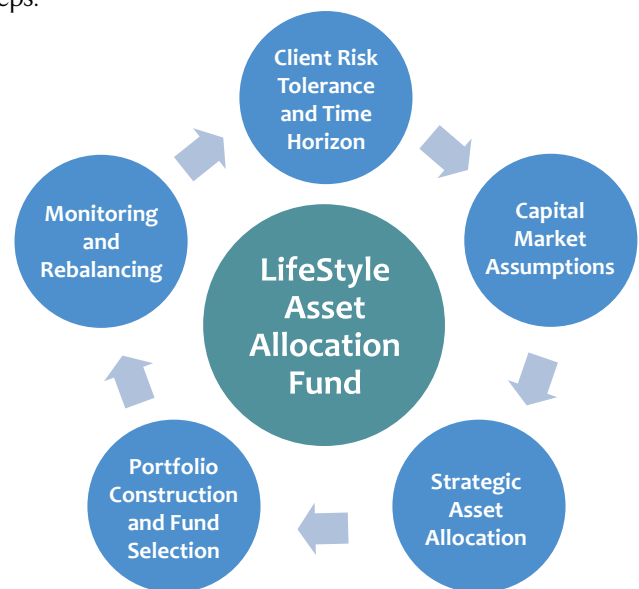 Client Risk
Tolerance
and Time
Horizon
Capital
Market
Assumptions
Strategic
Asset
Allocation
Portfolio
Construction
and Fund
Selection
Monitoring
and
Rebalancing
LifeStyle
Asset
Allocation
Fund